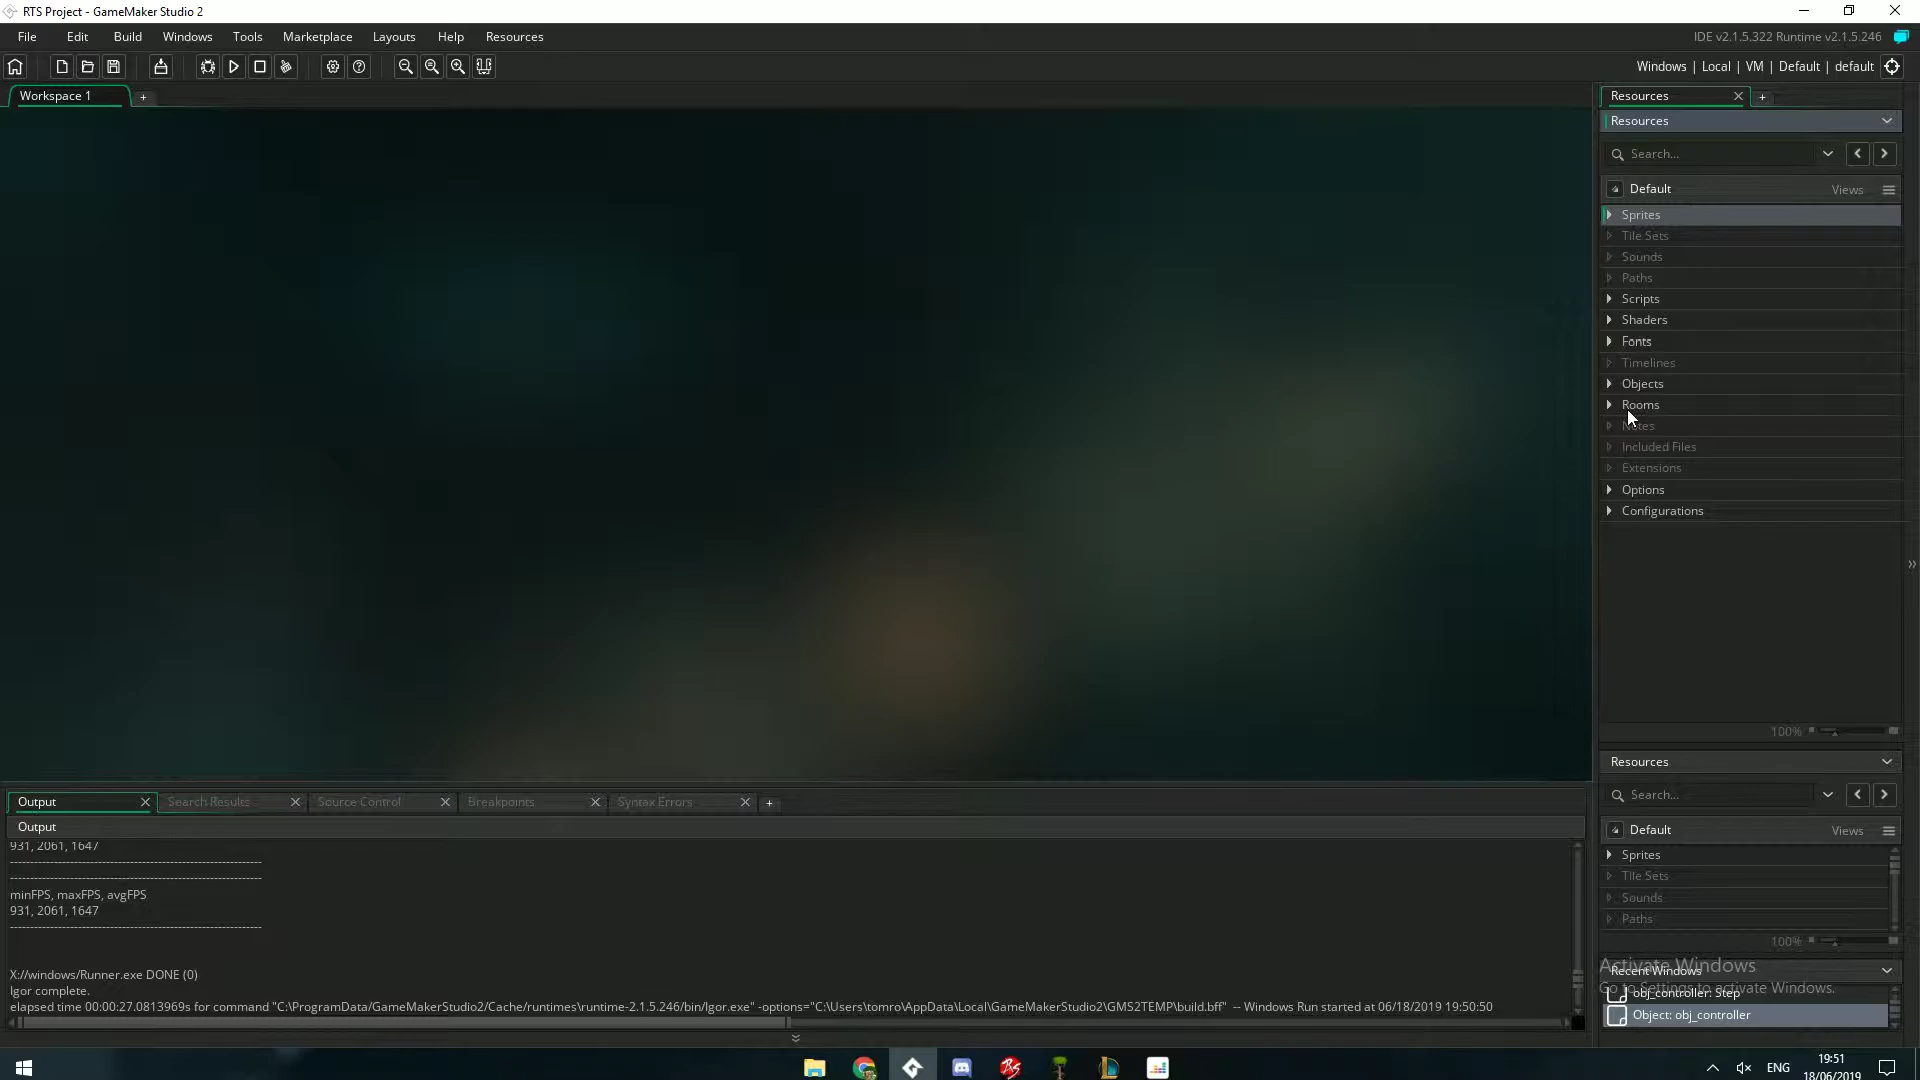 RTS Project - GameMaker Studio 2
File Edit Build Windows Tools Marketplace Layouts Help Resources
IDE v2.1.5.322 Runtime v2.1.5.246
Windows | Local | VM | Default | default
Workspace 1 +
Resources +
Resources
Search...
Default Views
Sprites
Tile Sets
Sounds
Paths
Scripts
Shaders
Fonts
Timelines
Objects
Rooms
Notes
Included Files
Extensions
Options
Configurations
100%
Resources
Search...
Default Views
Sprites
Tile Sets
Sounds
Paths
100%
Recent Windows
Activate Windows
Go to Settings to activate Windows.
obj_controller: Step
Object: obj_controller
Output Search Results Source Control Breakpoints Syntax Errors +
Output
931, 2061, 1647
--------------------------------------------------------------
--------------------------------------------------------------
minFPS, maxFPS, avgFPS
931, 2061, 1647
--------------------------------------------------------------
X://windows/Runner.exe DONE (0)
Igor complete.
elapsed time 00:00:27.0813969s for command "C:\ProgramData/GameMakerStudio2/Cache/runtimes\runtime-2.1.5.246/bin/Igor.exe" -options="C:\Users\tomro\AppData\Local\GameMakerStudio2\GMS2TEMP\build.bff" -- Windows Run started at 06/18/2019 19:50:50
ENG
19:51
18/06/2019